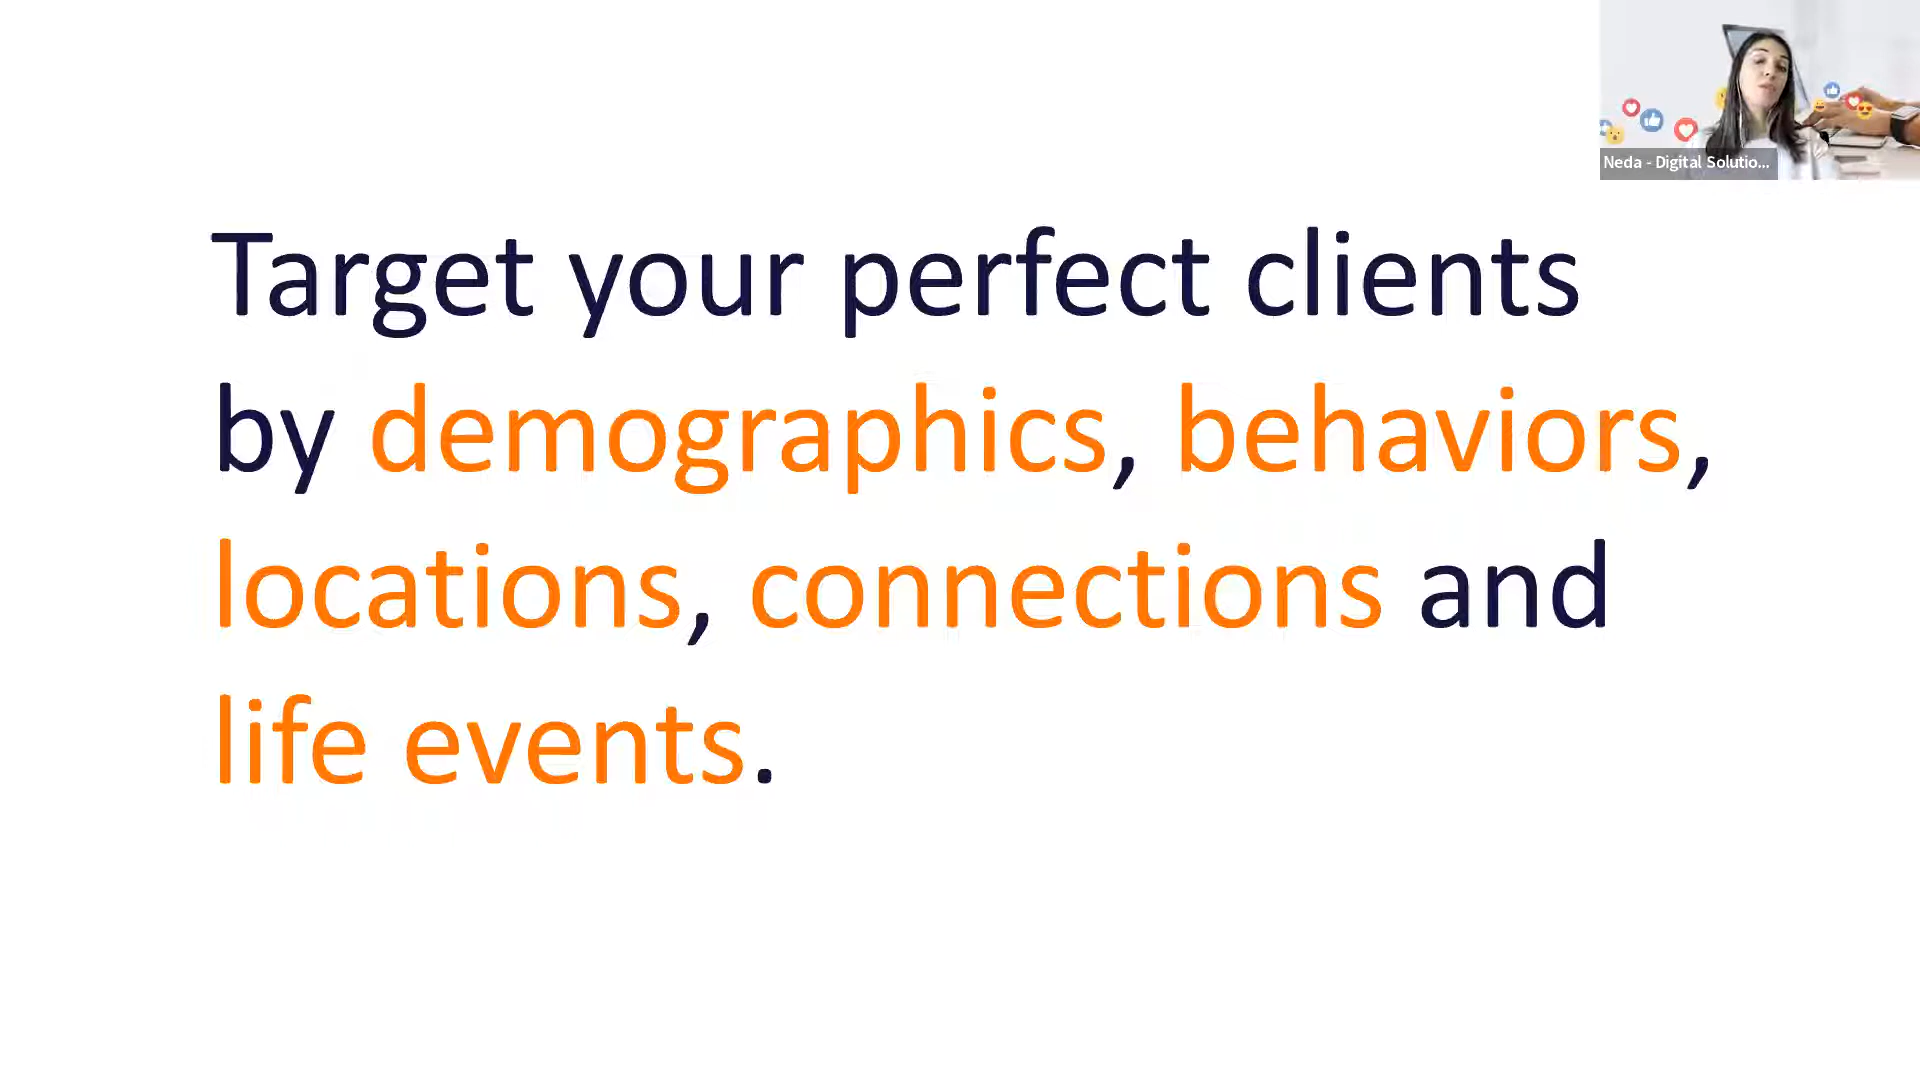 Neda - Digital Solutio...
Target your perfect clients
by demographics, behaviors,
locations, connections and
life events.